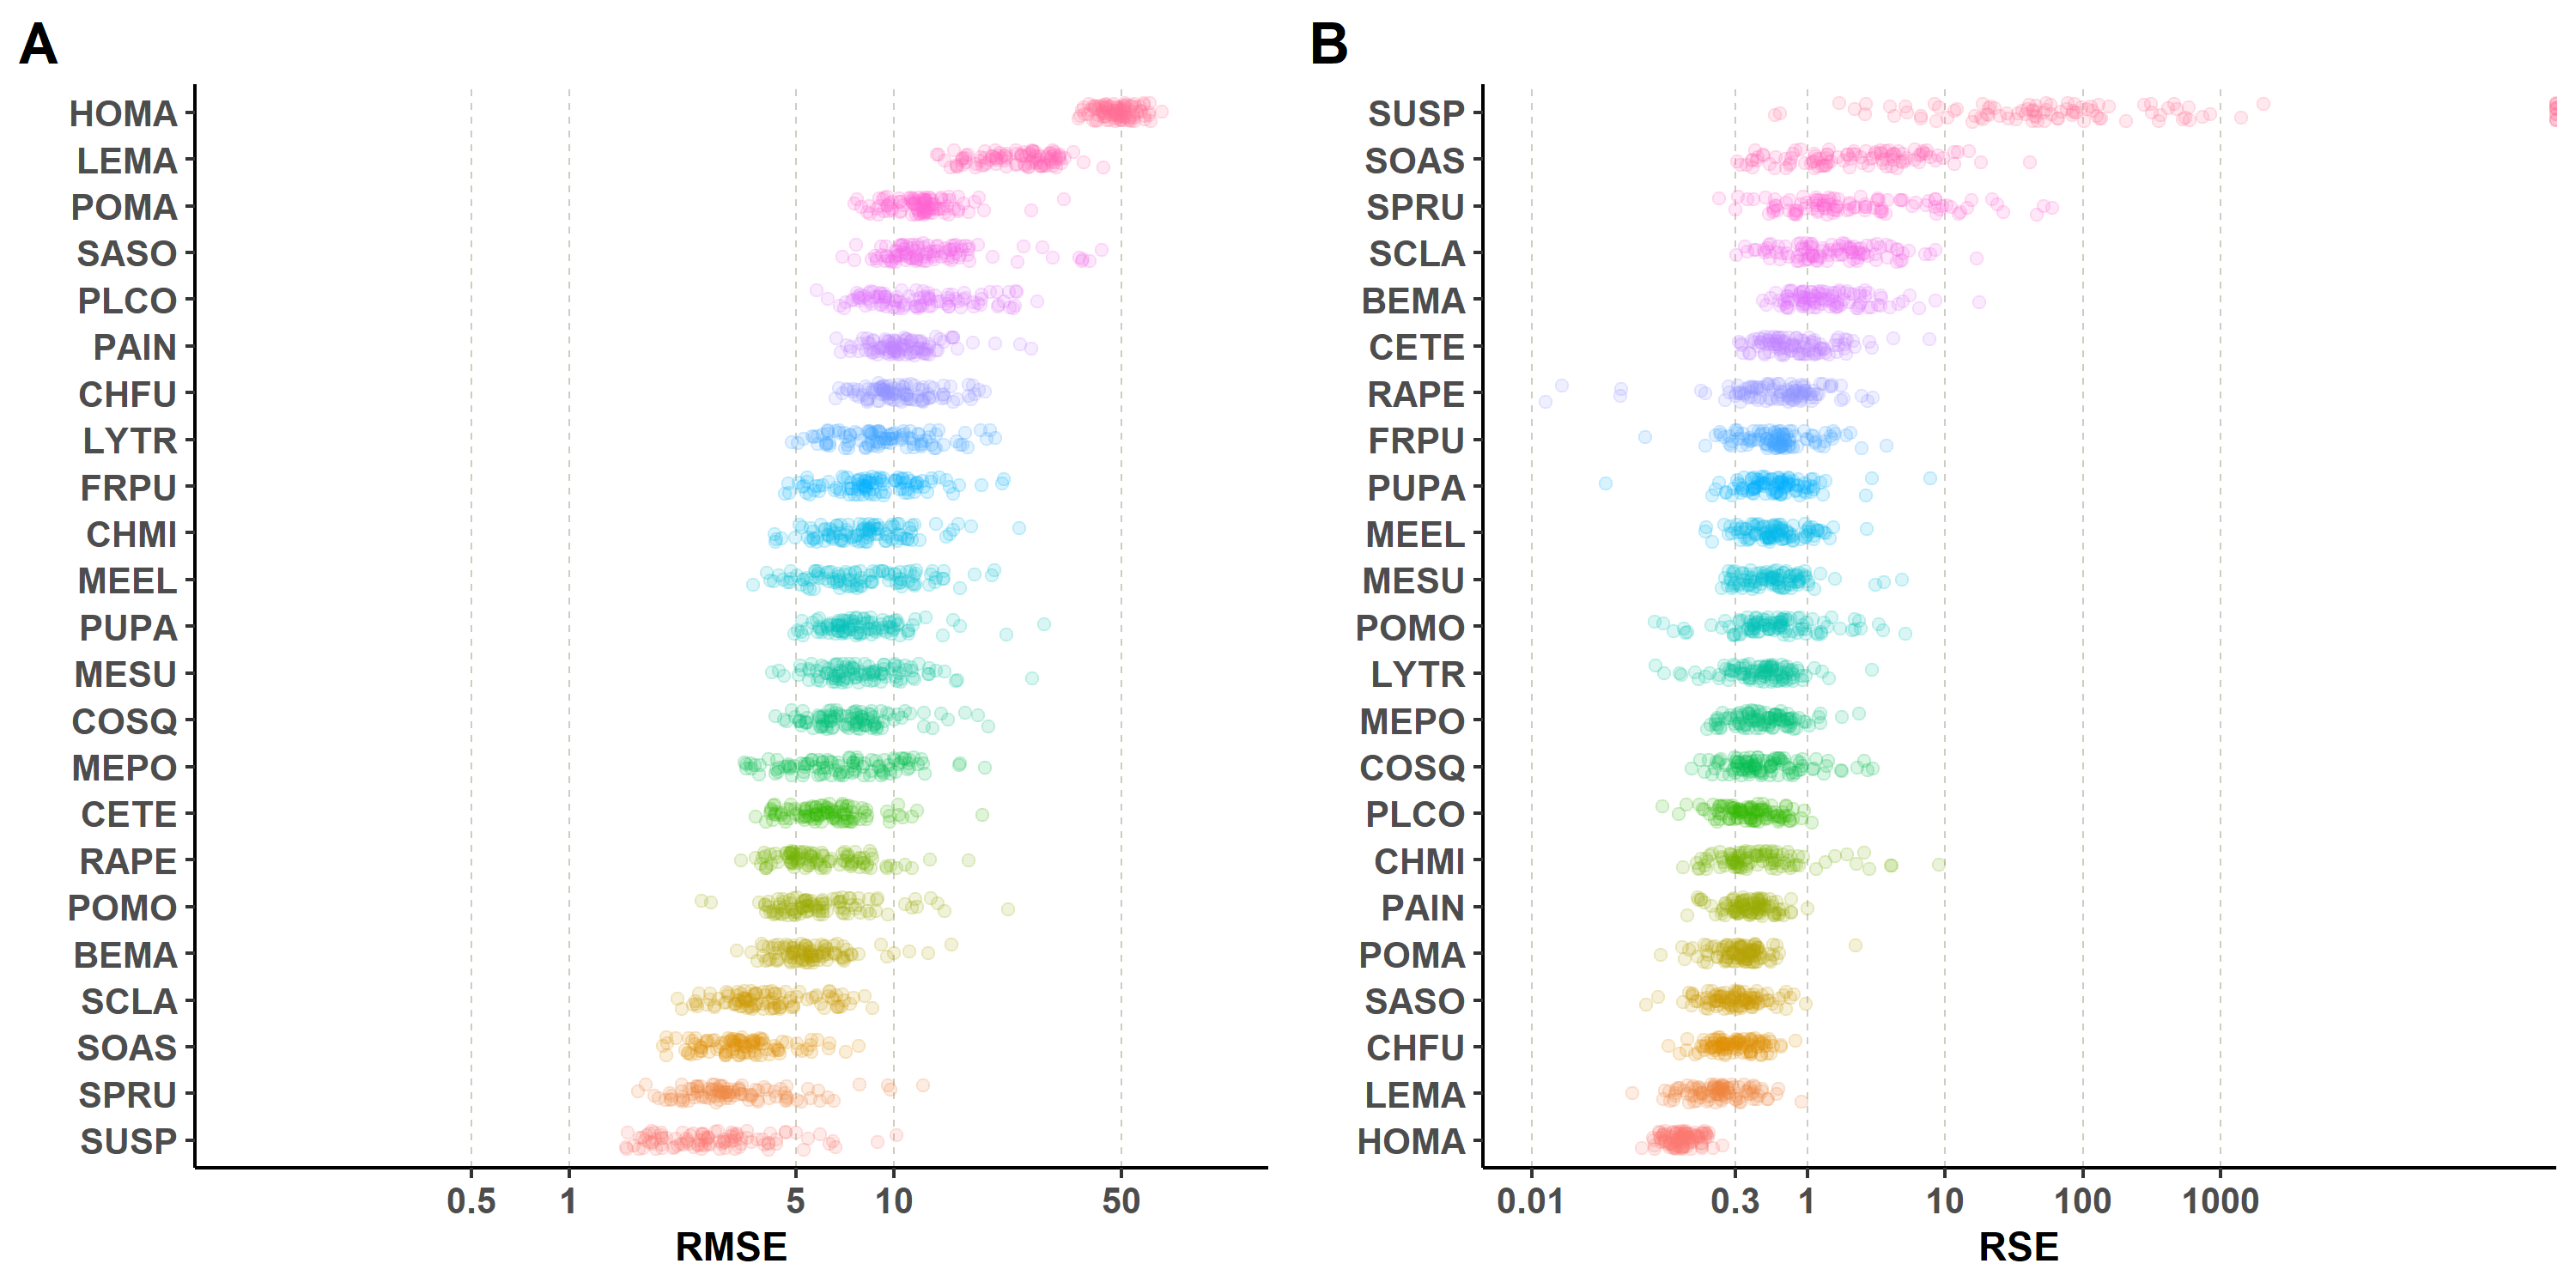 A
HOMA
LEMA
POMA
SASO
PLCO
PAIN
CHFU
LYTR
FRPU
CHMI
MEEL
PUPA
MESU
COSQ
MEPO
CETE
RAPE
POMO
BEMA
SCLA
SOAS
SPRU
SUSP
0.5 1 5 10 50
RMSE
B
SUSP
SOAS
SPRU
SCLA
BEMA
CETE
RAPE
FRPU
PUPA
MEEL
MESU
POMO
LYTR
MEPO
COSQ
PLCO
CHMI
PAIN
POMA
SASO
CHFU
LEMA
HOMA
0.01 0.3 1 10 100 1000
RSE